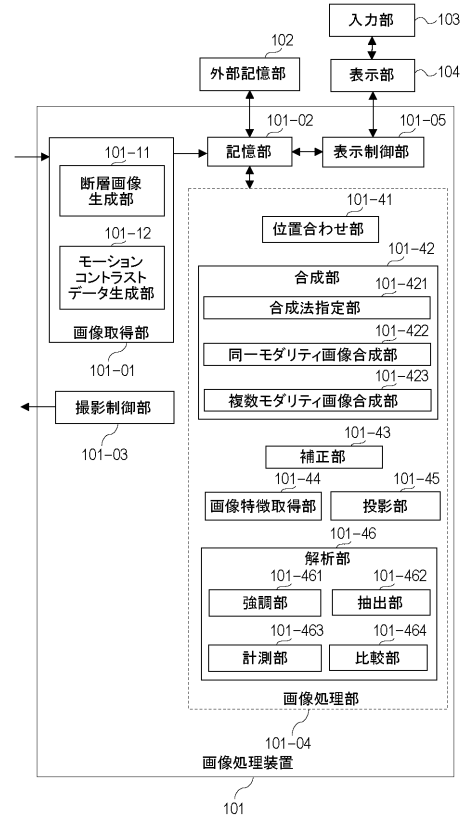 入力部
103
102
外部記憶部
表示部
104
101-02
101-05
101-11
記憶部
表示制御部
断層画像
生成部
101-12
モーション
コントラスト
データ生成部
画像取得部
101-01
撮影制御部
101-03
101-41
位置合わせ部
101-42
合成部
101-421
合成法指定部
101-422
同一モダリティ画像合成部
101-423
複数モダリティ画像合成部
101-43
補正部
101-44
101-45
画像特徴取得部
投影部
101-46
解析部
101-461
101-462
強調部
抽出部
101-463
101-464
計測部
比較部
画像処理部
101-04
画像処理装置
101